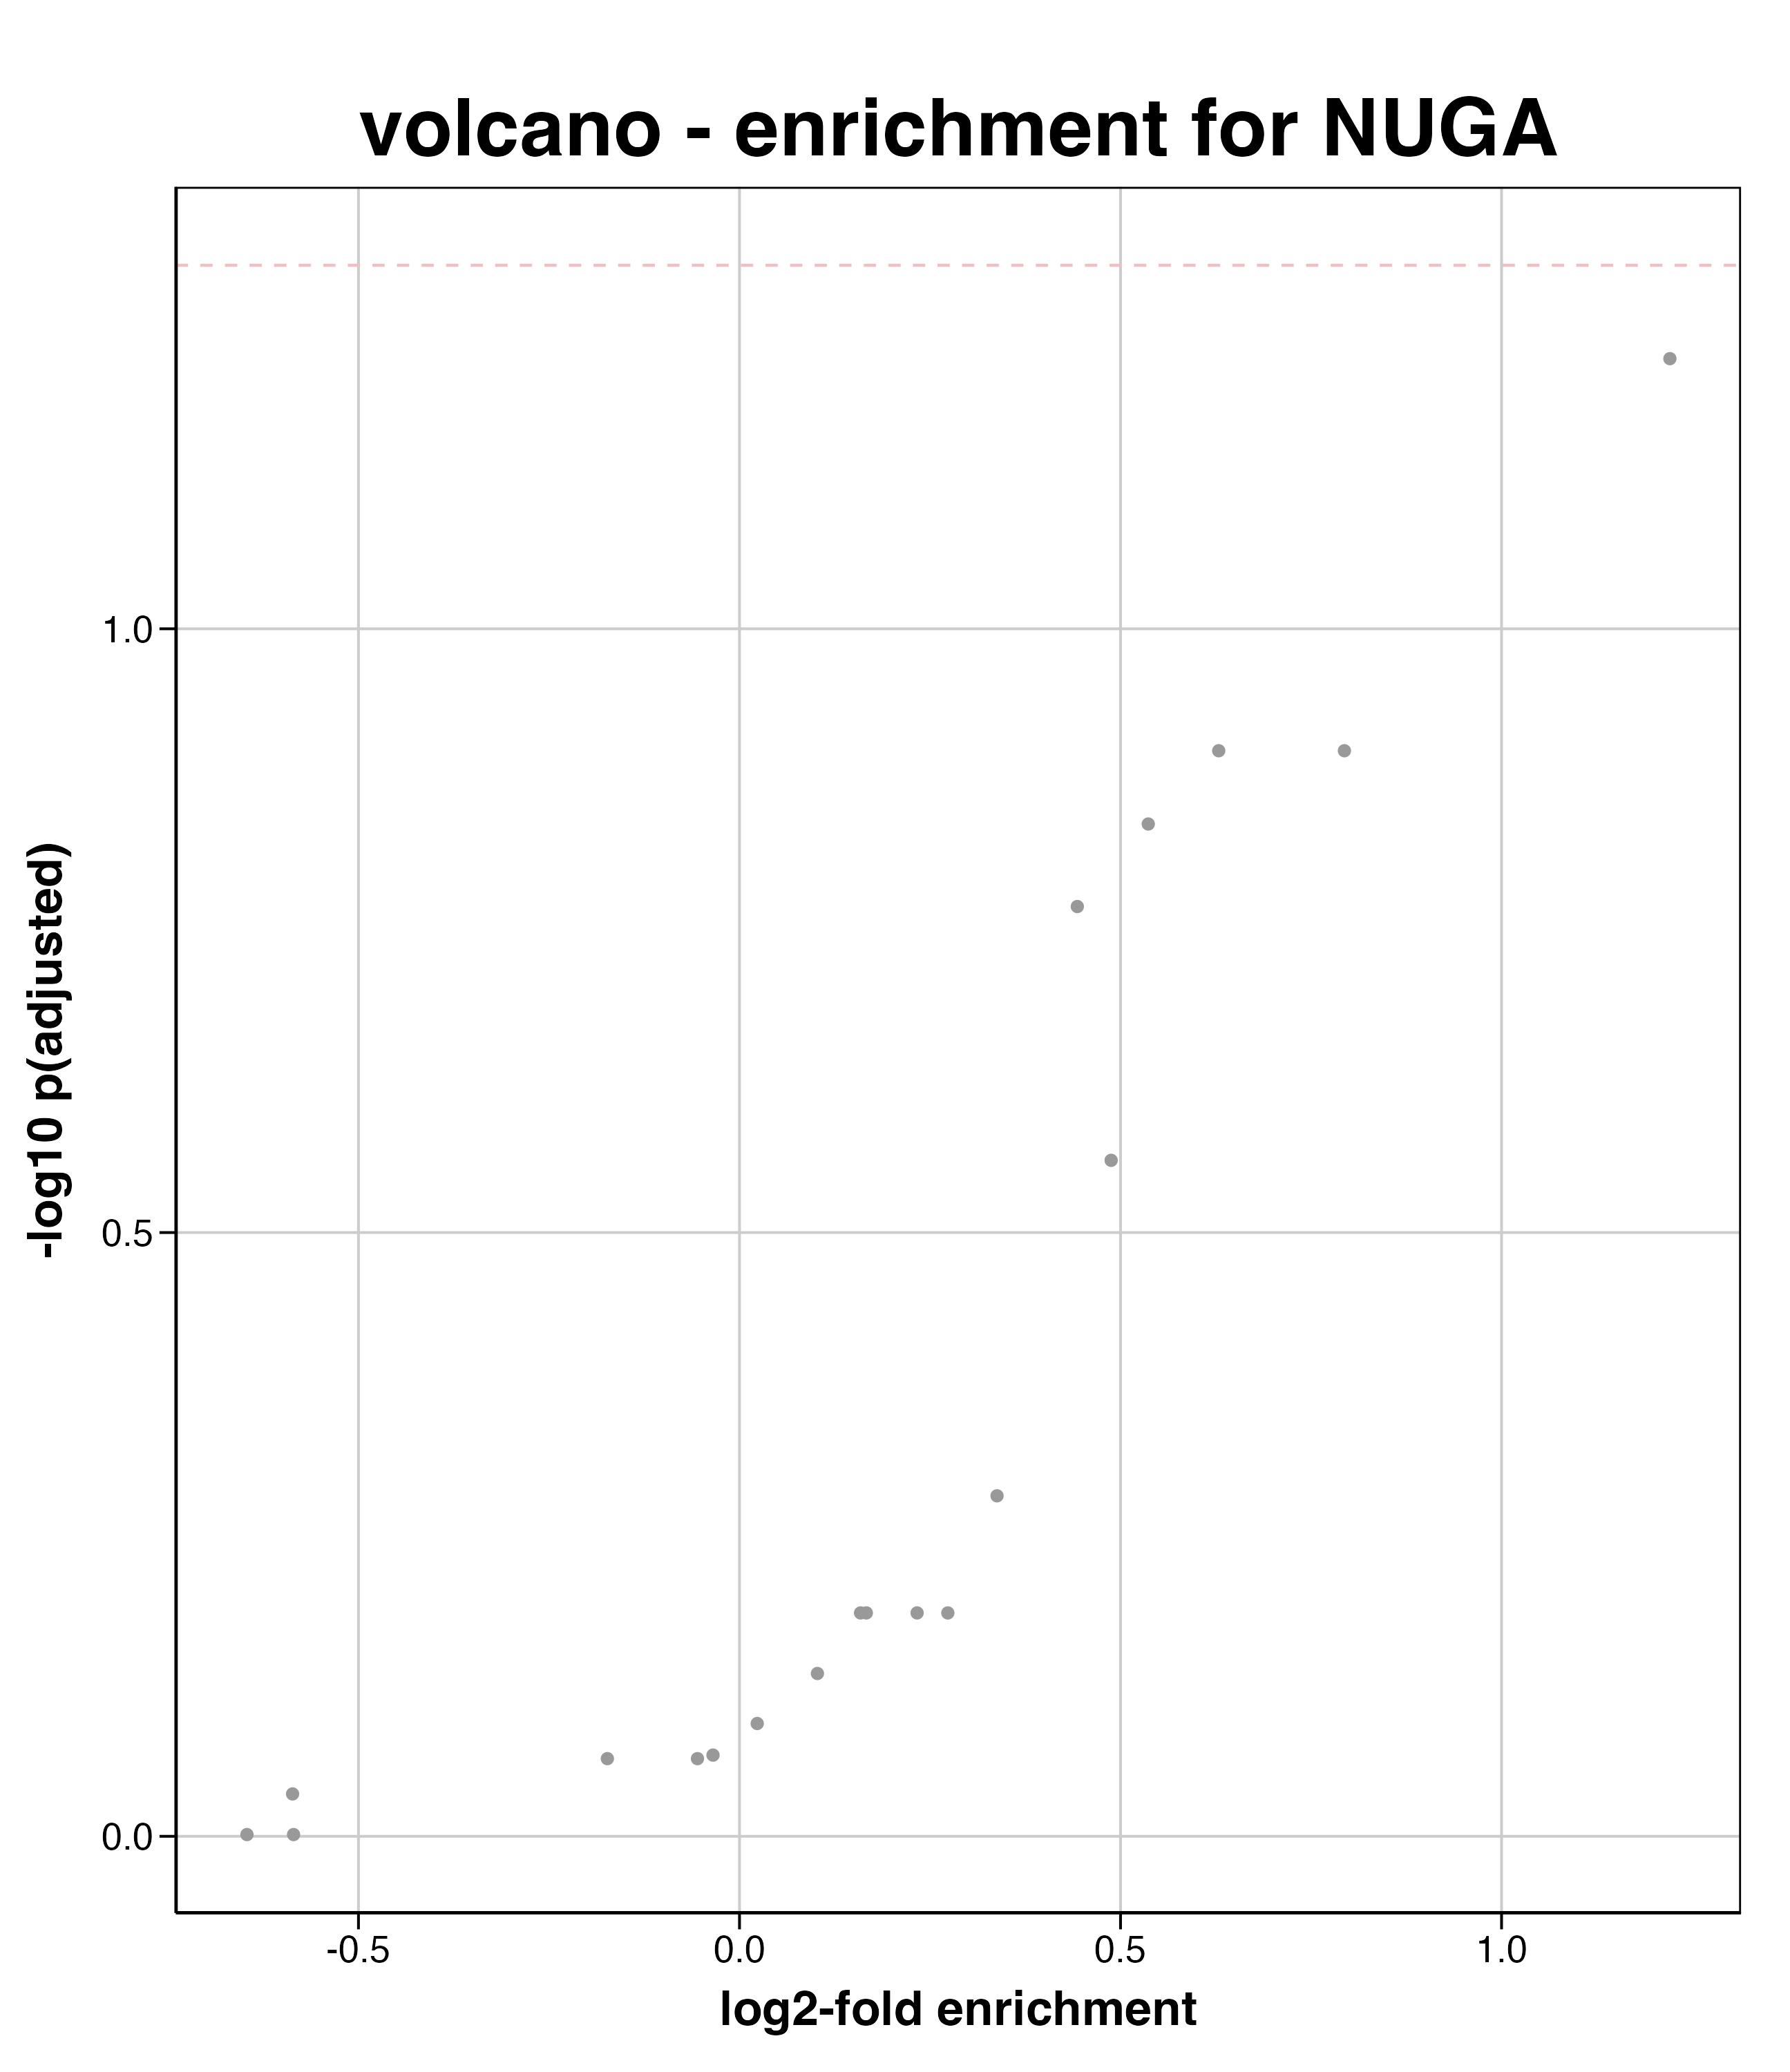 volcano - enrichment for NUGA
-log10 p(adjusted)
1.0
0.5
0.0
-0.5 0.0 0.5 1.0
log2-fold enrichment